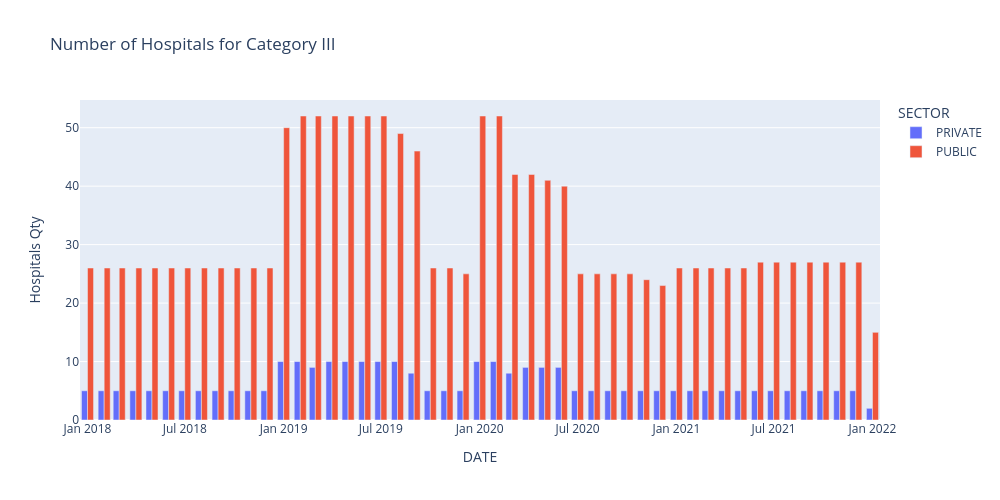 Number of Hospitals for Category III
SECTOR
PRIVATE
PUBLIC
Hospitals Qty
50
40
30
20
10
0
Jan 2018
Jul 2018
Jan 2019
Jul 2019
Jan 2020
Jul 2020
Jan 2021
Jul 2021
Jan 2022
DATE